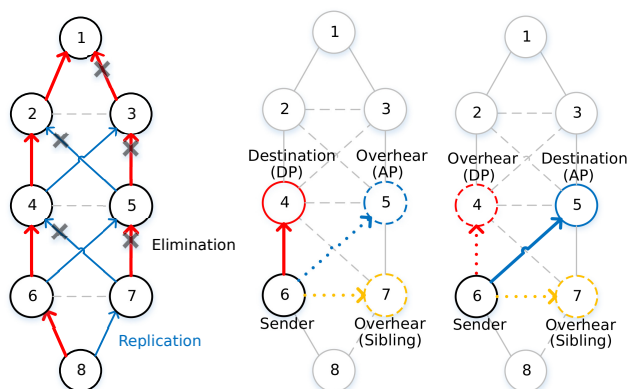 1
2
3
4
5
Elimination
6
7
Replication
8
1
2
3
Destination
(DP)
Overhear
(AP)
4
5
6
7
Sender
Overhear
(Sibling)
8
1
2
3
Overhear
(DP)
Destination
(AP)
4
5
6
7
Sender
Overhear
(Sibling)
8